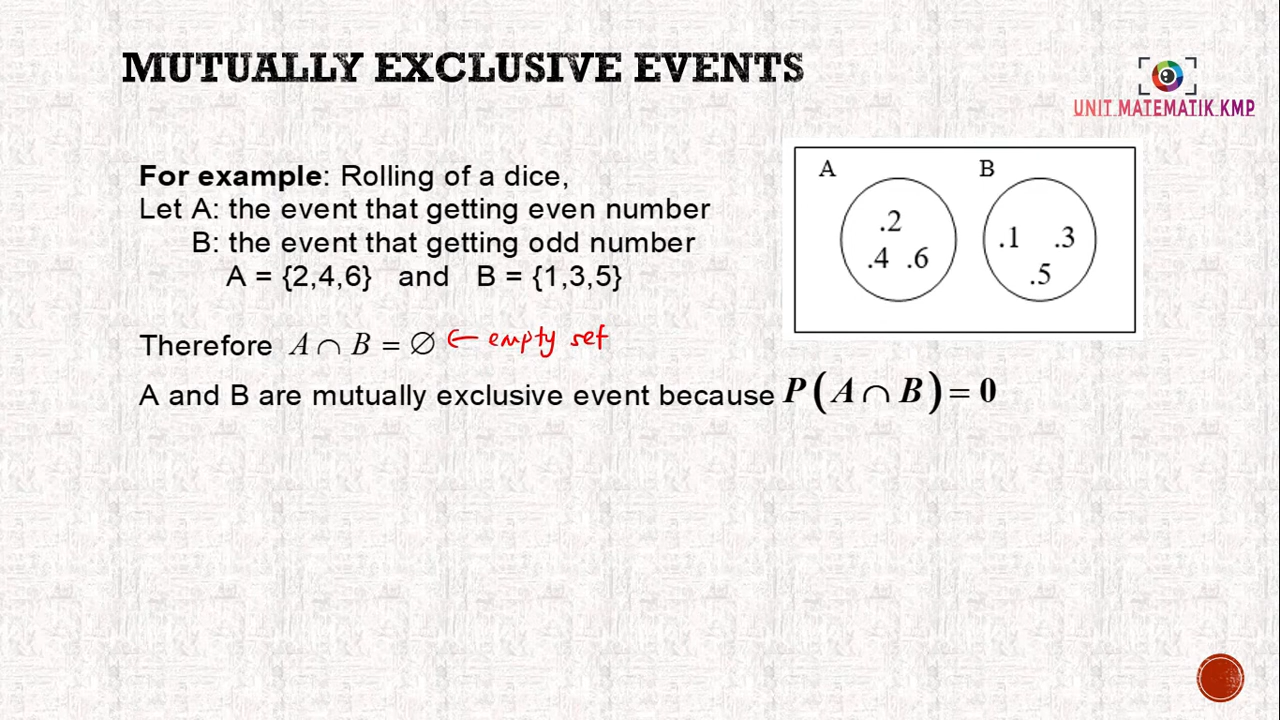 MUTUALLY EXCLUSIVE EVENTS
UNIT MATEMATIK KMP
For example: Rolling of a dice,
Let A: the event that getting even number
B: the event that getting odd number
A = {2,4,6} and B = {1,3,5}
A B
.2
.4 .6
.1 .3
.5
Therefore A ∩ B = ∅ ← empty set
A and B are mutually exclusive event because P(A ∩ B) = 0